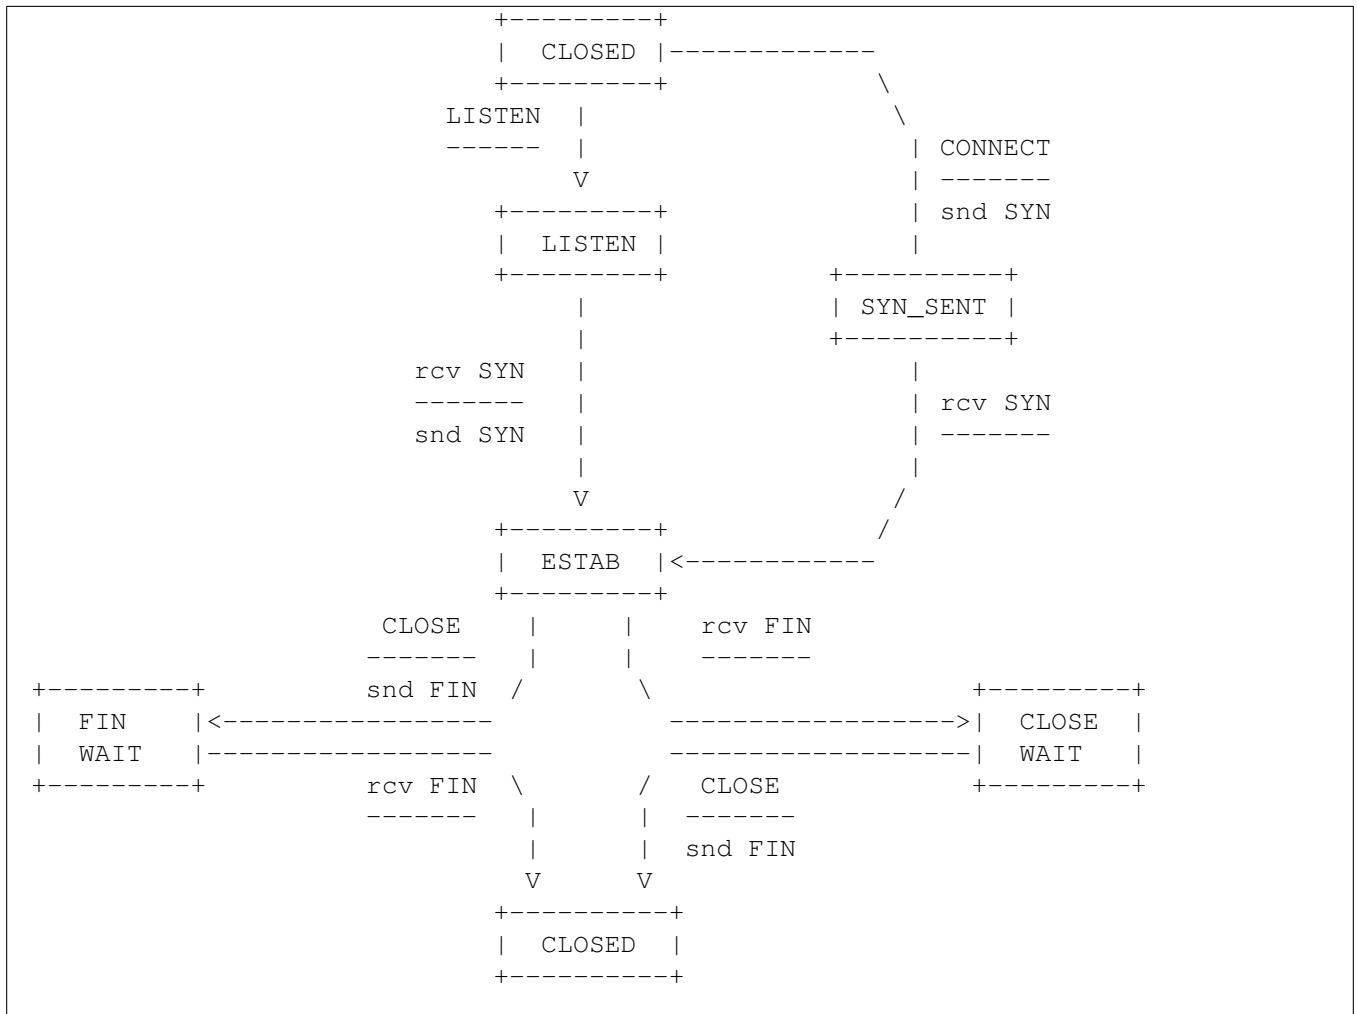 +---------+
|  CLOSED |-------------
+---------+             \
LISTEN  |                   \
------  |                    | CONNECT
V                    | -------
+---------+               | snd SYN
|  LISTEN |               |
+---------+          +----------+
|               | SYN_SENT |
|               +----------+
rcv SYN   |                    |
-------   |                    | rcv SYN
snd SYN   |                    | -------
|                    |
V                   /
+---------+             /
|  ESTAB  |<------------
+---------+
CLOSE    |     |    rcv FIN
-------   |     |    -------
+---------+          snd FIN  /       \                    +---------+
|  FIN    |<-----------------           ------------------>|  CLOSE  |
|  WAIT   |------------------           -------------------|  WAIT   |
+---------+          rcv FIN  \       /   CLOSE            +---------+
-------   |      |  -------
|      |  snd FIN
V      V
+----------+
|  CLOSED  |
+----------+